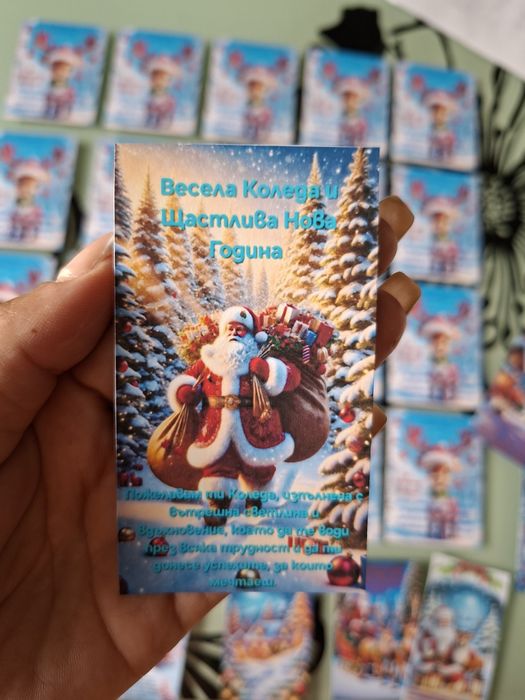 Весела Коледа и
Щастлива Нова
Година
Пожелавам ти Коледа, изпълнена с
вътрешна светлина и
вдъхновение, което да те води
през всяка трудност и да ти
донесе успехите, за които
мечтаеш.